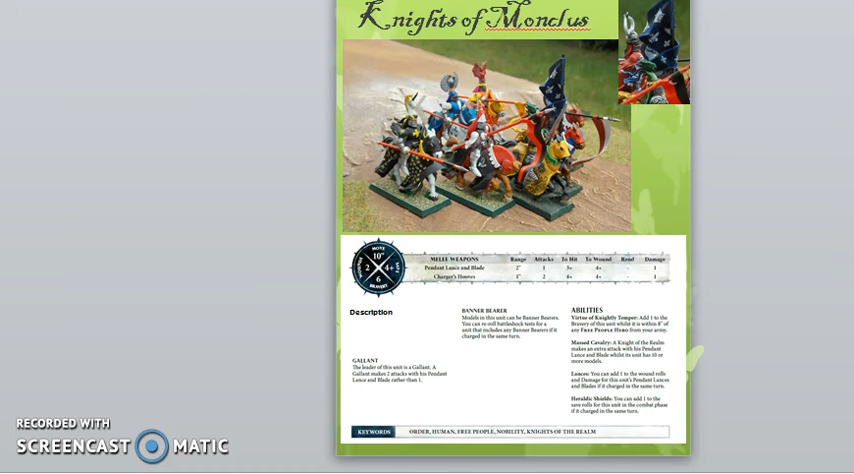 Knights of Monclus
MOVE
10"
WOUNDS 2 4+ SAVE
6
BRAVERY
MELEE WEAPONS Range Attacks To Hit To Wound Rend Damage
Pendant Lance and Blade 2" 1 3+ 4+ - 1
Charger's Hooves 1" 2 4+ - 1
Description
GALLANT
The leader of this unit is a Gallant. A
Gallant makes 2 attacks with his Pendant
Lance and Blade rather than 1.
BANNER BEARER
Models in this unit can be Banner Bearers.
You can re-roll battleshock tests for a
unit that includes any Banner Bearers if it
charged in the same turn.
ABILITIES
Virtue of Knightly Temper: Add 1 to the
Bravery of this unit whilst it is within 8" of
any FREE PEOPLE HERO from your army.
Massed Cavalry: A Knight of the Realm
makes an extra attack with his Pendant
Lance and Blade whilst its unit has 10 or
more models.
Lances: You can add 1 to the wound rolls
and Damage for this unit's Pendant Lances
and Blades if it charged in the same turn.
Heraldic Shields: You can add 1 to the
save rolls for this unit in the combat phase
if it charged in the same turn.
KEYWORDS ORDER, HUMAN, FREE PEOPLE, NOBILITY, KNIGHTS OF THE REALM
RECORDED WITH
SCREENCAST MATIC